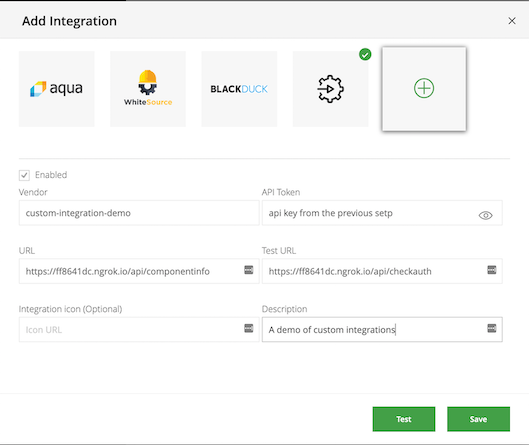 Add Integration
aqua
WhiteSource
BLACKDUCK
Enabled
Vendor
API Token
custom-integration-demo
api key from the previous setp
URL
Test URL
https://ff8641dc.ngrok.io/api/componentinfo
https://ff8641dc.ngrok.io/api/checkauth
Integration icon (Optional)
Description
Icon URL
A demo of custom integrations
Test
Save